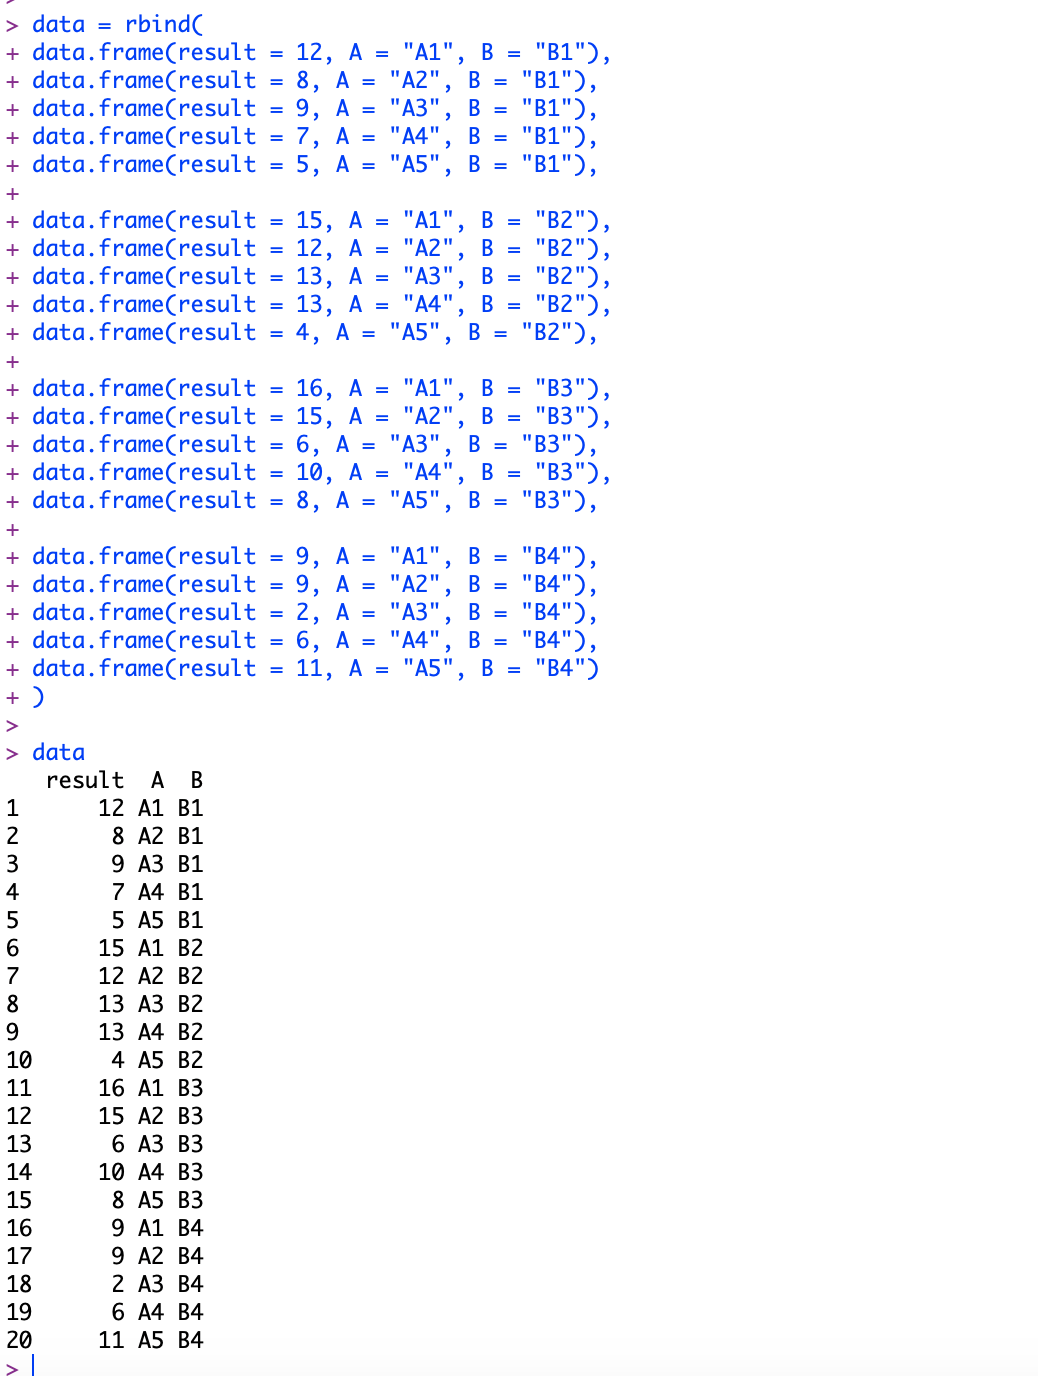 > data = rbind(
+ data.frame(result = 12, A = "A1", B = "B1"),
+ data.frame(result = 8, A = "A2", B = "B1"),
+ data.frame(result = 9, A = "A3", B = "B1"),
+ data.frame(result = 7, A = "A4", B = "B1"),
+ data.frame(result = 5, A = "A5", B = "B1"),
+
+ data.frame(result = 15, A = "A1", B = "B2"),
+ data.frame(result = 12, A = "A2", B = "B2"),
+ data.frame(result = 13, A = "A3", B = "B2"),
+ data.frame(result = 13, A = "A4", B = "B2"),
+ data.frame(result = 4, A = "A5", B = "B2"),
+
+ data.frame(result = 16, A = "A1", B = "B3"),
+ data.frame(result = 15, A = "A2", B = "B3"),
+ data.frame(result = 6, A = "A3", B = "B3"),
+ data.frame(result = 10, A = "A4", B = "B3"),
+ data.frame(result = 8, A = "A5", B = "B3"),
+
+ data.frame(result = 9, A = "A1", B = "B4"),
+ data.frame(result = 9, A = "A2", B = "B4"),
+ data.frame(result = 2, A = "A3", B = "B4"),
+ data.frame(result = 6, A = "A4", B = "B4"),
+ data.frame(result = 11, A = "A5", B = "B4")
+ )
>
> data
   result  A  B
1      12 A1 B1
2       8 A2 B1
3       9 A3 B1
4       7 A4 B1
5       5 A5 B1
6      15 A1 B2
7      12 A2 B2
8      13 A3 B2
9      13 A4 B2
10      4 A5 B2
11     16 A1 B3
12     15 A2 B3
13      6 A3 B3
14     10 A4 B3
15      8 A5 B3
16      9 A1 B4
17      9 A2 B4
18      2 A3 B4
19      6 A4 B4
20     11 A5 B4
>